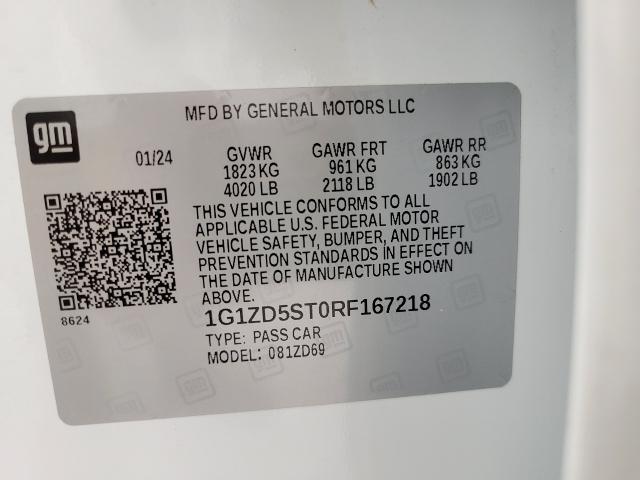 gm
MFD BY GENERAL MOTORS LLC
01/24
GVWR GAWR FRT GAWR RR
1823 KG 961 KG 863 KG
4020 LB 2118 LB 1902 LB
THIS VEHICLE CONFORMS TO ALL
APPLICABLE U.S. FEDERAL MOTOR
VEHICLE SAFETY, BUMPER, AND THEFT
PREVENTION STANDARDS IN EFFECT ON
THE DATE OF MANUFACTURE SHOWN
ABOVE.
8624
1G1ZD5ST0RF167218
TYPE: PASS CAR
MODEL: 081ZD69